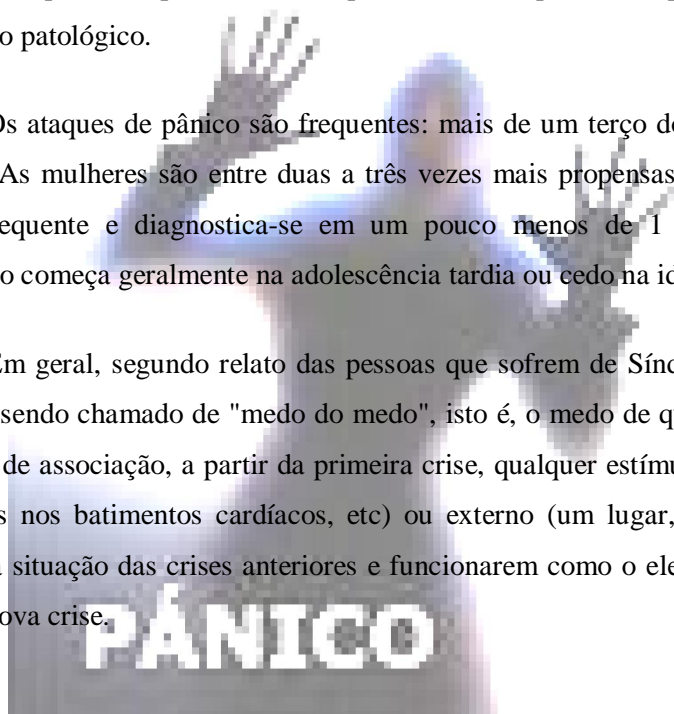 o patológico.
Os ataques de pânico são frequentes: mais de um terço d
As mulheres são entre duas a três vezes mais propensas
equente e diagnostica-se em um pouco menos de 1
o começa geralmente na adolescência tardia ou cedo na i
Em geral, segundo relato das pessoas que sofrem de Sínd
sendo chamado de "medo do medo", isto é, o medo de q
de associação, a partir da primeira crise, qualquer estímu
s nos batimentos cardíacos, etc) ou externo (um lugar,
a situação das crises anteriores e funcionarem como o ele
ova crise.
PÂNICO